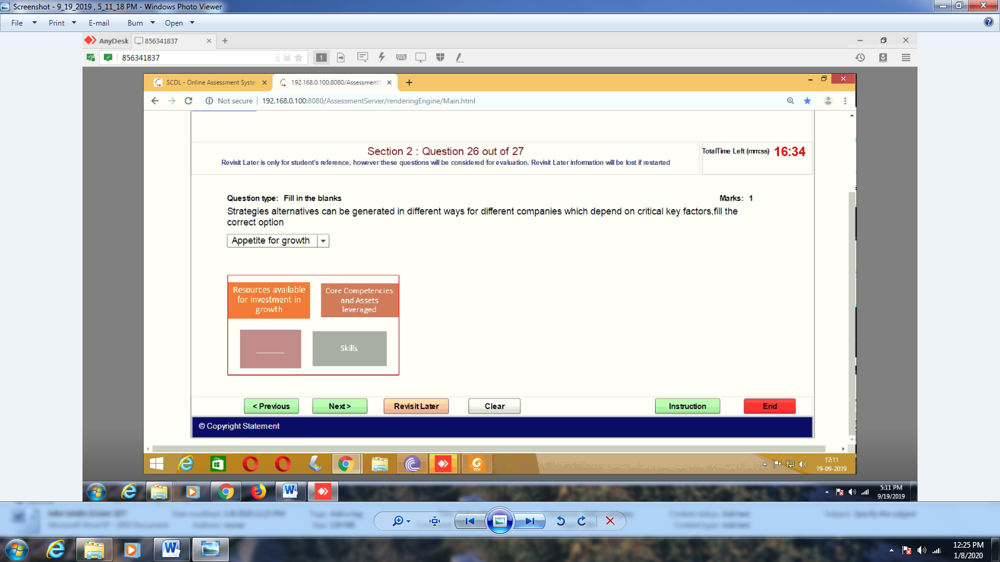 Screenshot - 9_19_2019 , 5_11_18 PM - Windows Photo Viewer
File Print E-mail Burn Open
AnyDesk 856341837
856341837 1
SCDL - Online Assessment Syste 192.168.0.100:8080/AssessmentS
Not secure 192.168.0.100:8080/AssessmentServer/renderingEngine/Main.html
Section 2 : Question 26 out of 27
TotalTime Left (mm:ss) 16:34
Revisit Later is only for student's reference, however these questions will be considered for evaluation. Revisit Later information will be lost if restarted
Question type: Fill in the blanks Marks: 1
Strategies alternatives can be generated in different ways for different companies which depend on critical key factors,fill the
correct option
Appetite for growth
Resources available
for investment in
growth
Core Competencies
and Assets
leveraged
______
Skills
< Previous Next > Revisit Later Clear Instruction End
© Copyright Statement
PDF
17:11
19-09-2019
5:11 PM
9/19/2019
12:25 PM
1/8/2020